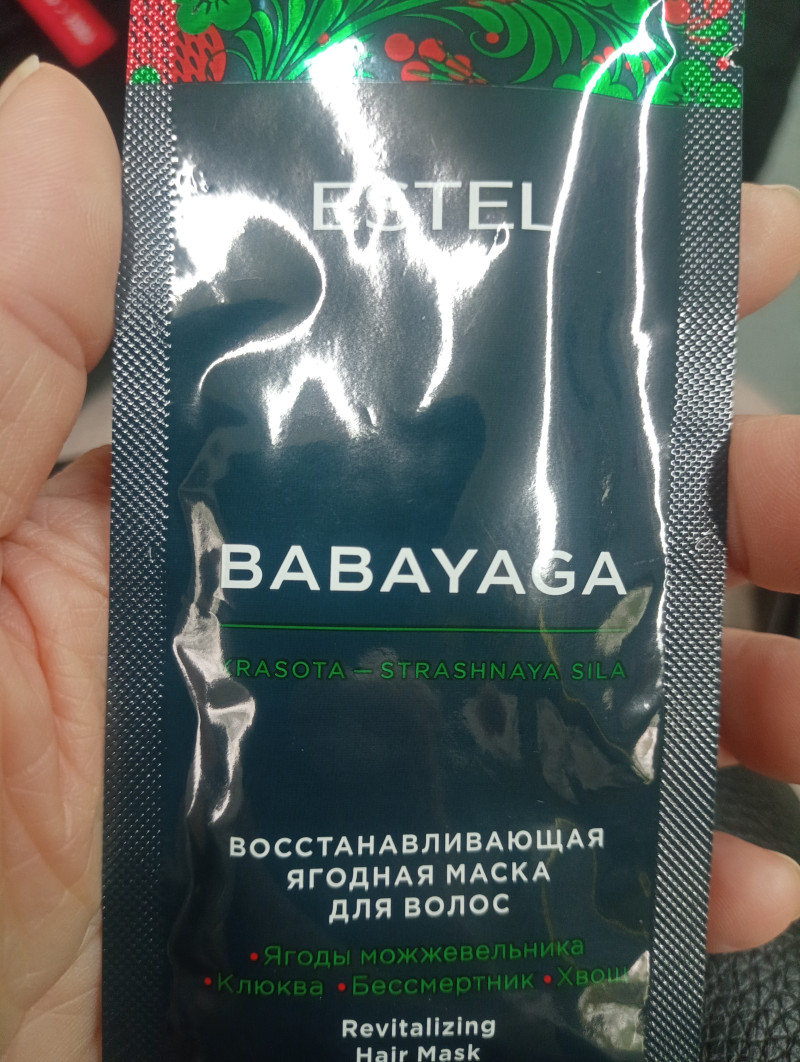 ESTEL
BABAYAGA
KRASOTA — STRASHNAYA SILA
ВОССТАНАВЛИВАЮЩАЯ
ЯГОДНАЯ МАСКА
ДЛЯ ВОЛОС
•Ягоды можжевельника
•Клюква •Бессмертник •Хвощ
Revitalizing
Hair Mask